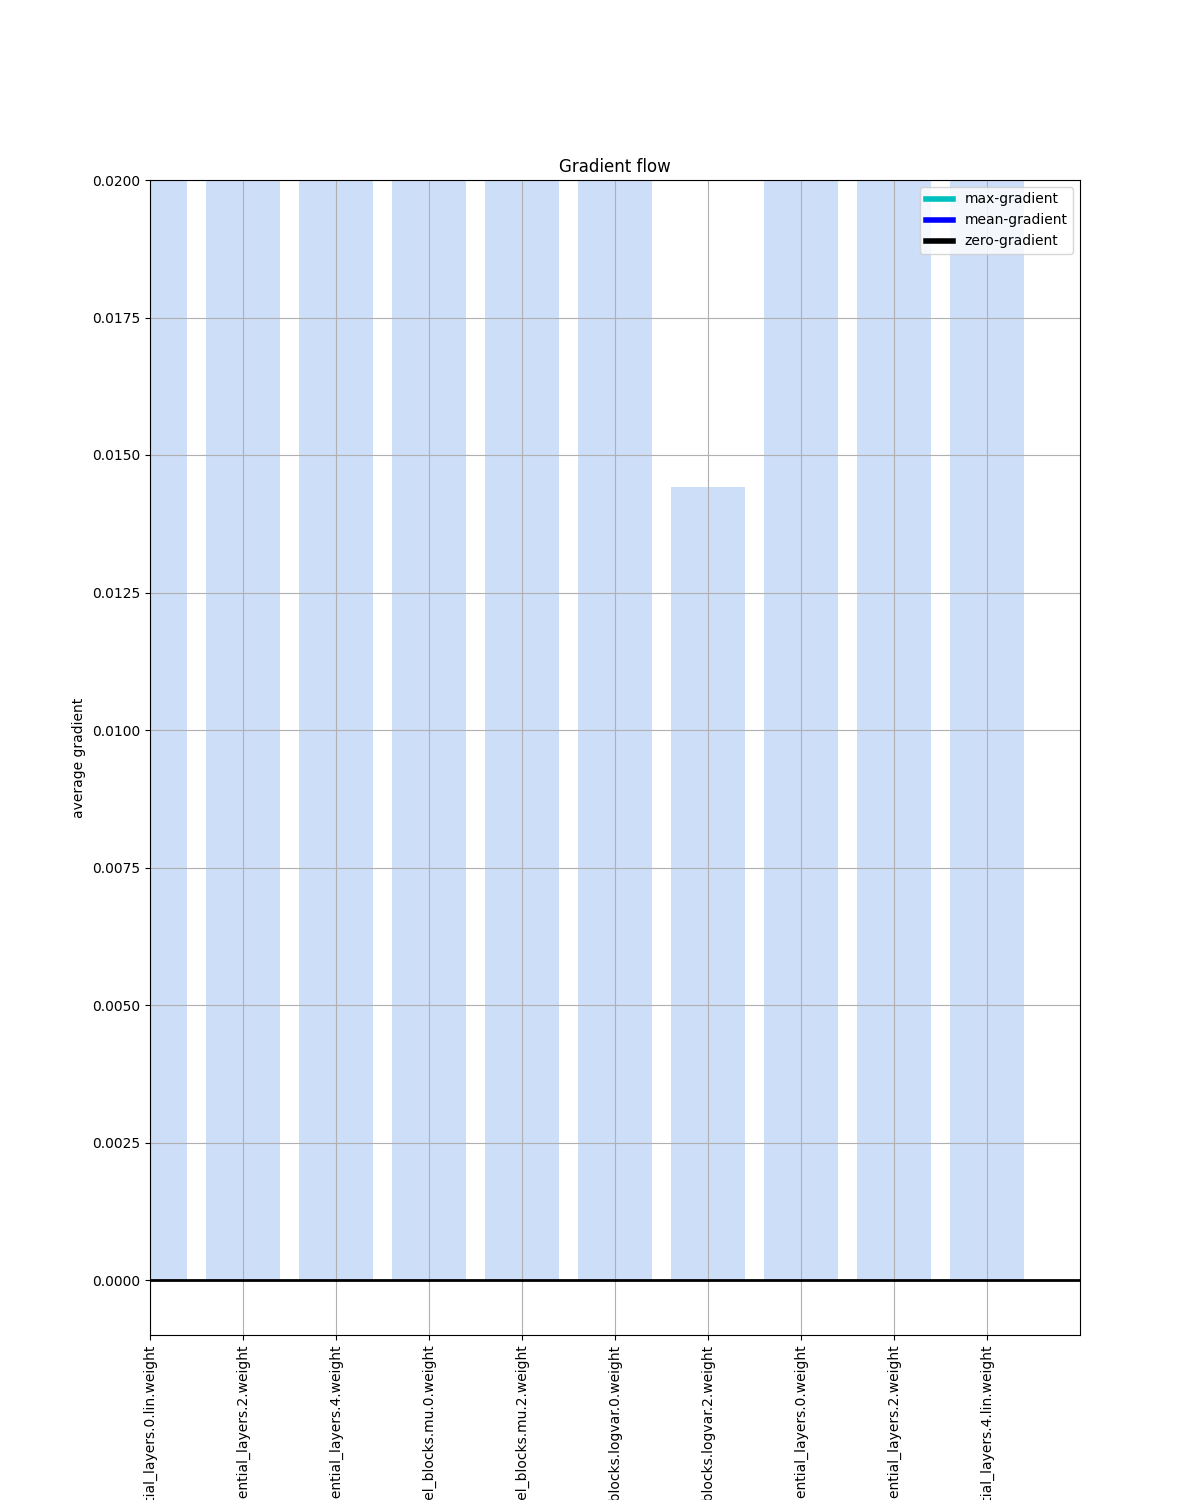 Gradient flow
0.0200
0.0175
0.0150
0.0125
0.0100
0.0075
0.0050
0.0025
0.0000
average gradient
max-gradient
mean-gradient
zero-gradient
tial_layers.0.lin.weight
ential_layers.2.weight
ential_layers.4.weight
el_blocks.mu.0.weight
el_blocks.mu.2.weight
blocks.logvar.0.weight
blocks.logvar.2.weight
ential_layers.0.weight
ential_layers.2.weight
tial_layers.4.lin.weight